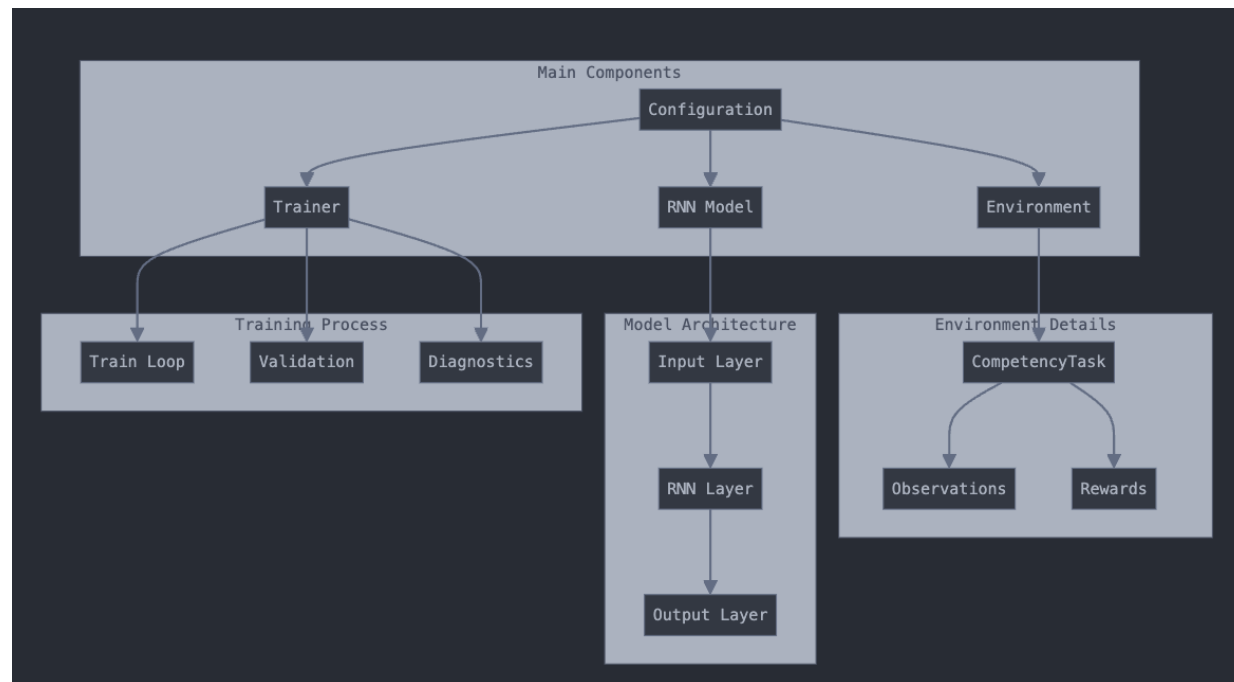 Main Components
Configuration
Trainer
RNN Model
Environment
Training Process
Model Architecture
Environment Details
Train Loop
Validation
Diagnostics
Input Layer
CompetencyTask
RNN Layer
Observations
Rewards
Output Layer